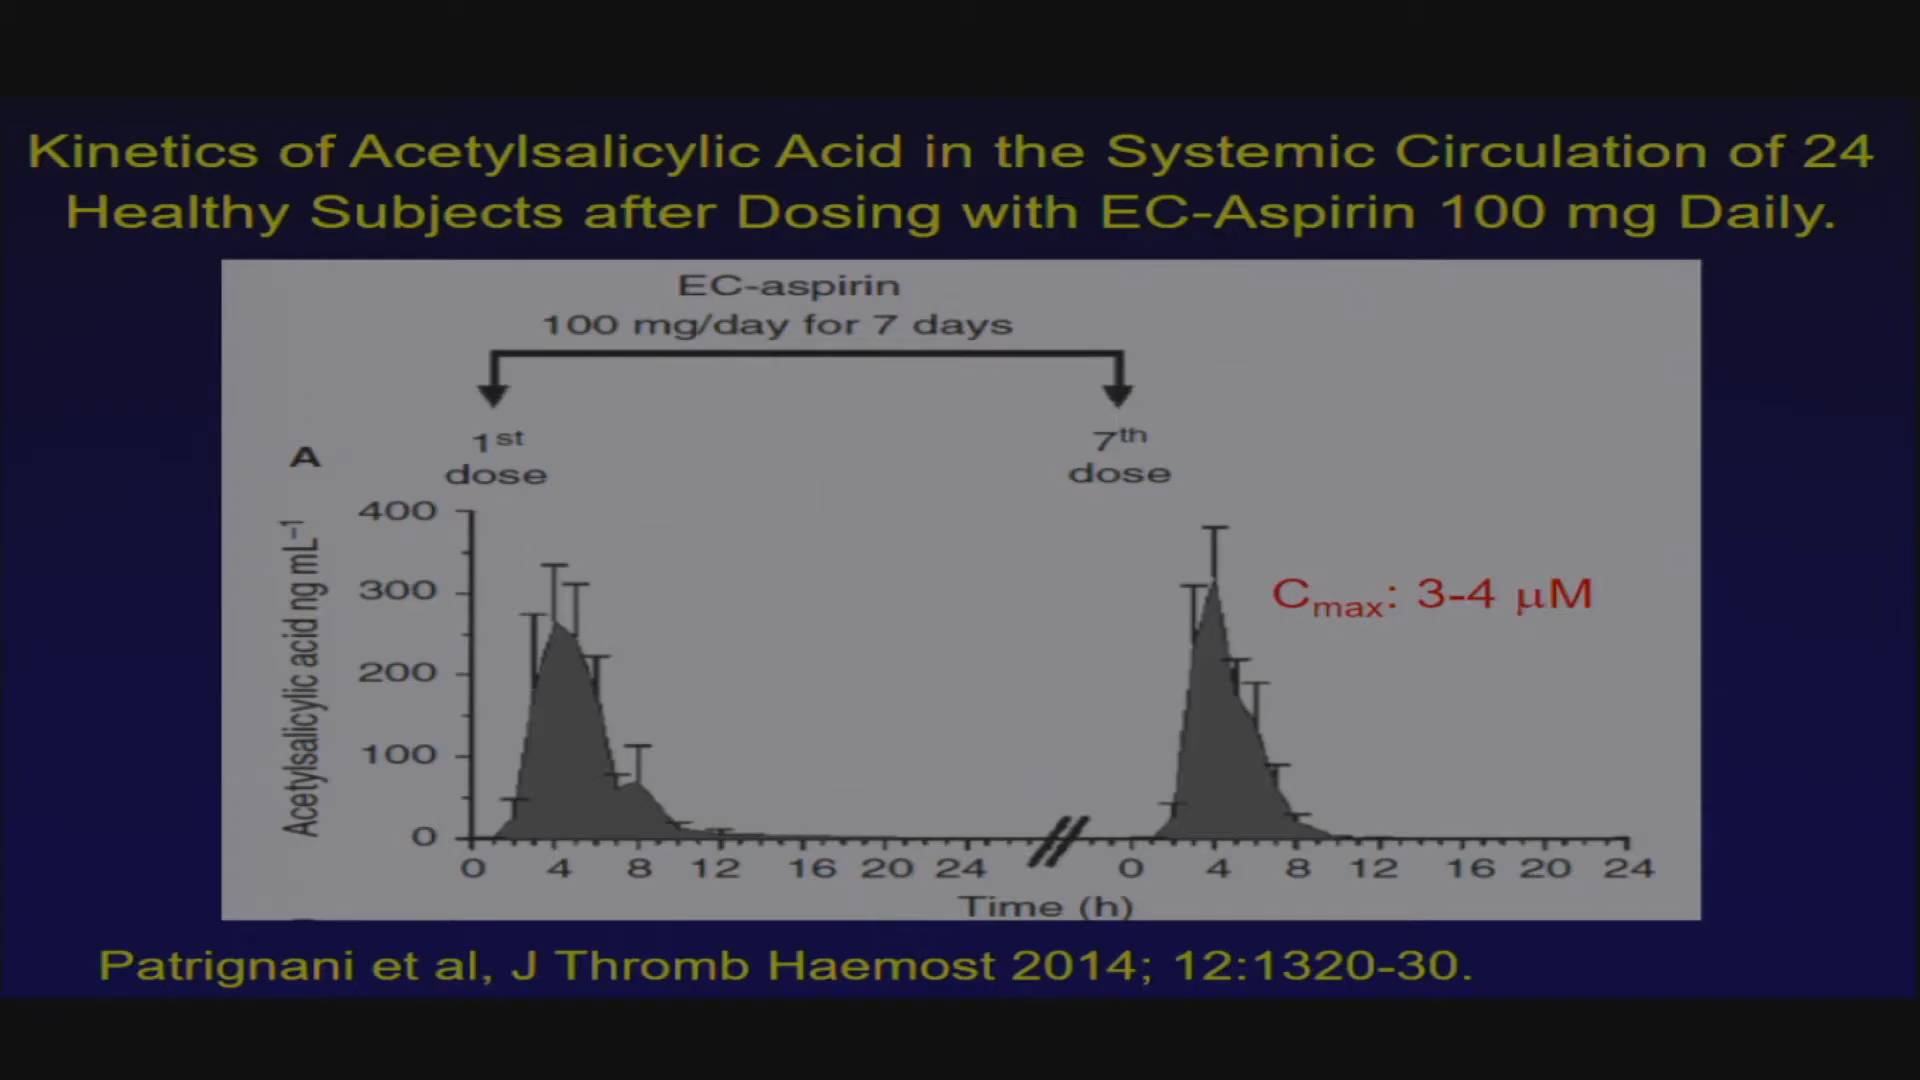 Kinetics of Acetylsalicylic Acid in the Systemic Circulation of 24
Healthy Subjects after Dosing with EC-Aspirin 100 mg Daily.
EC-aspirin
100 mg/day for 7 days
1st dose
7th dose
A
Acetylsalicylic acid ng mL⁻¹
400
300
200
100
0
Cmax: 3-4 µM
0 4 8 12 16 20 24 0 4 8 12 16 20 24
Time (h)
Patrignani et al, J Thromb Haemost 2014; 12:1320-30.